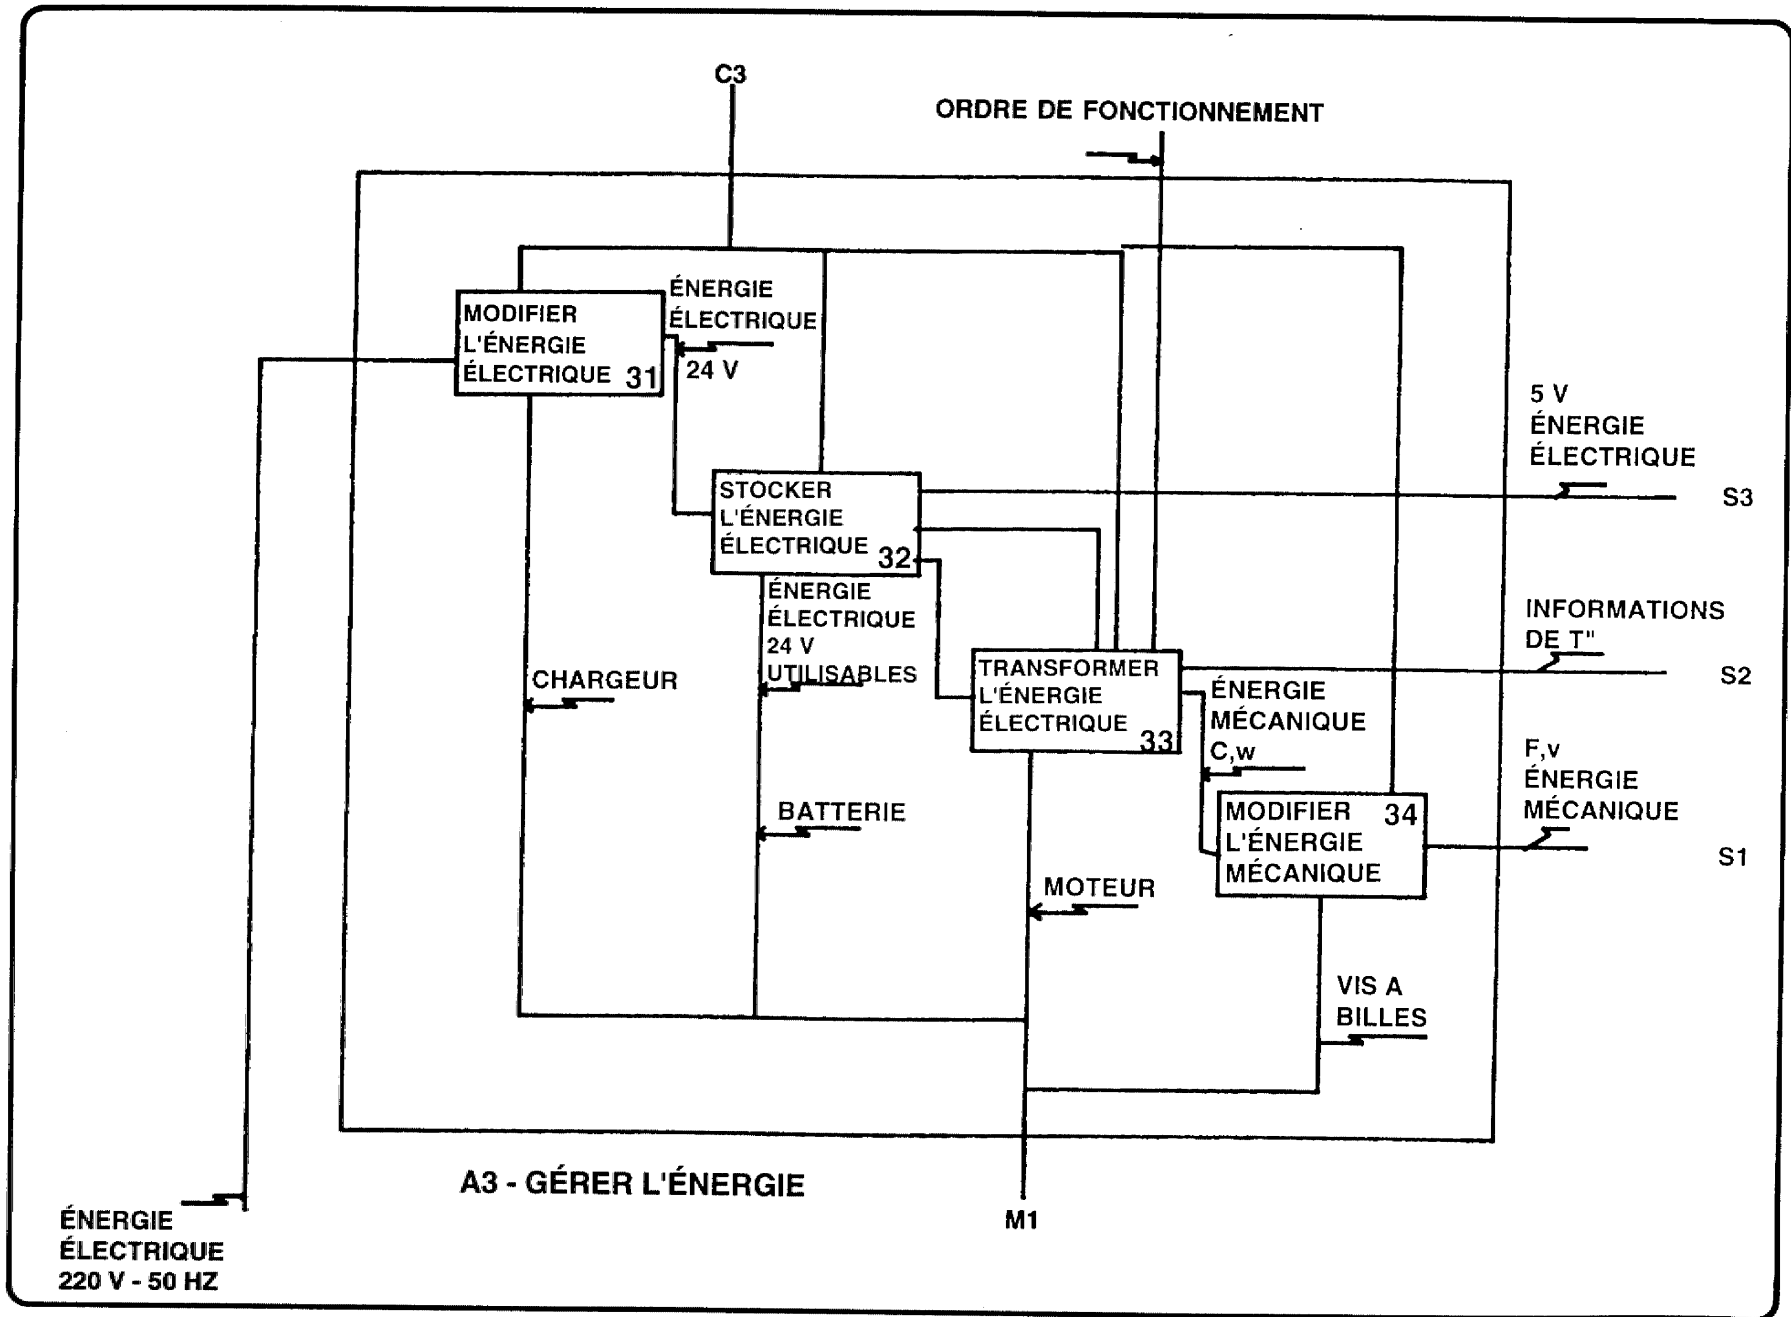 C3
ORDRE DE FONCTIONNEMENT
MODIFIER
L'ÉNERGIE
ÉLECTRIQUE 31
ÉNERGIE
ÉLECTRIQUE
24 V
5 V
ÉNERGIE
ÉLECTRIQUE
S3
STOCKER
L'ÉNERGIE
ÉLECTRIQUE 32
ÉNERGIE
ÉLECTRIQUE
24 V
UTILISABLES
INFORMATIONS
DE T"
S2
CHARGEUR
TRANSFORMER
L'ÉNERGIE
ÉLECTRIQUE 33
ÉNERGIE
MÉCANIQUE
C,w
F,v
ÉNERGIE
MÉCANIQUE
S1
BATTERIE
MODIFIER 34
L'ÉNERGIE
MÉCANIQUE
MOTEUR
VIS A
BILLES
A3 - GÉRER L'ÉNERGIE
M1
ÉNERGIE
ÉLECTRIQUE
220 V - 50 HZ